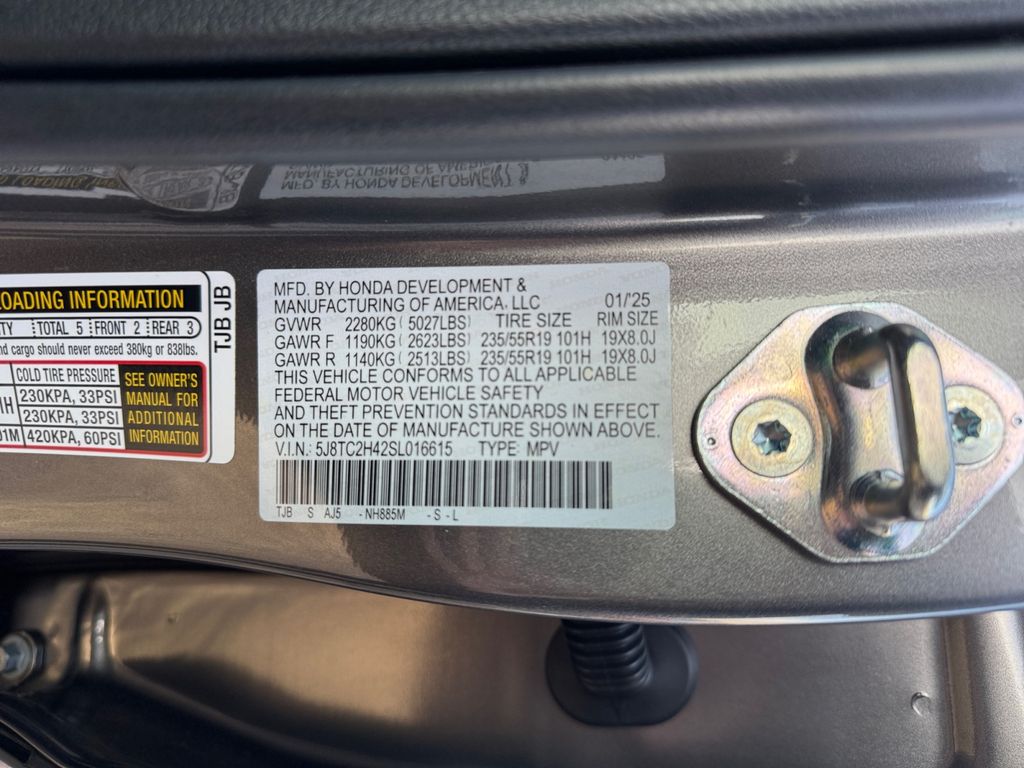 LOADING INFORMATION
TOTAL 5 FRONT 2 REAR 3
and cargo should never exceed 380kg or 838lbs.
COLD TIRE PRESSURE
230KPA, 33PSI
230KPA, 33PSI
420KPA, 60PSI
SEE OWNER'S
MANUAL FOR
ADDITIONAL
INFORMATION
TJB JB
MFD. BY HONDA DEVELOPMENT &
MANUFACTURING OF AMERICA, LLC 01/'25
GVWR 2280KG ( 5027LBS) TIRE SIZE RIM SIZE
GAWR F 1190KG ( 2623LBS) 235/55R19 101H 19X8.0J
GAWR R 1140KG ( 2513LBS) 235/55R19 101H 19X8.0J
THIS VEHICLE CONFORMS TO ALL APPLICABLE
FEDERAL MOTOR VEHICLE SAFETY
AND THEFT PREVENTION STANDARDS IN EFFECT
ON THE DATE OF MANUFACTURE SHOWN ABOVE.
V.I.N.: 5J8TC2H42SL016615 TYPE: MPV
TJB S AJ5 - NH885M - S - L